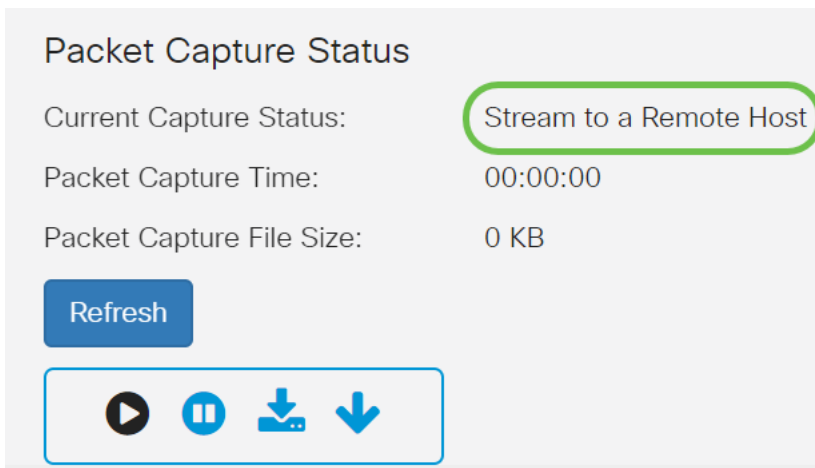 Packet Capture Status
Current Capture Status: Stream to a Remote Host
Packet Capture Time: 00:00:00
Packet Capture File Size: 0 KB
Refresh